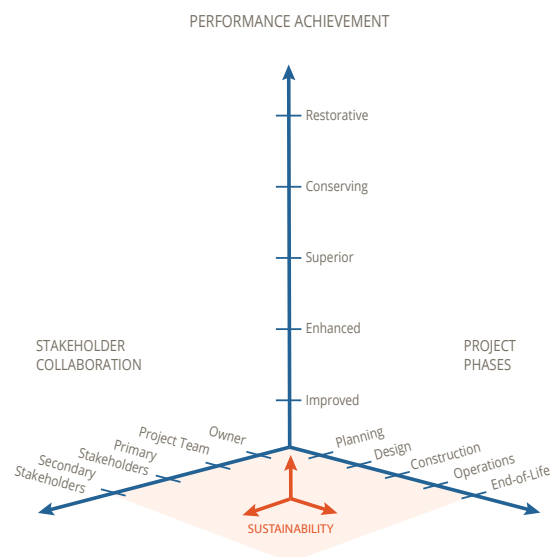 PERFORMANCE ACHIEVEMENT
Restorative
Conserving
Superior
Enhanced
Improved
STAKEHOLDER
COLLABORATION
PROJECT
PHASES
Owner
Project Team
Primary
Stakeholders
Secondary
Stakeholders
Planning
Design
Construction
Operations
End-of-Life
SUSTAINABILITY